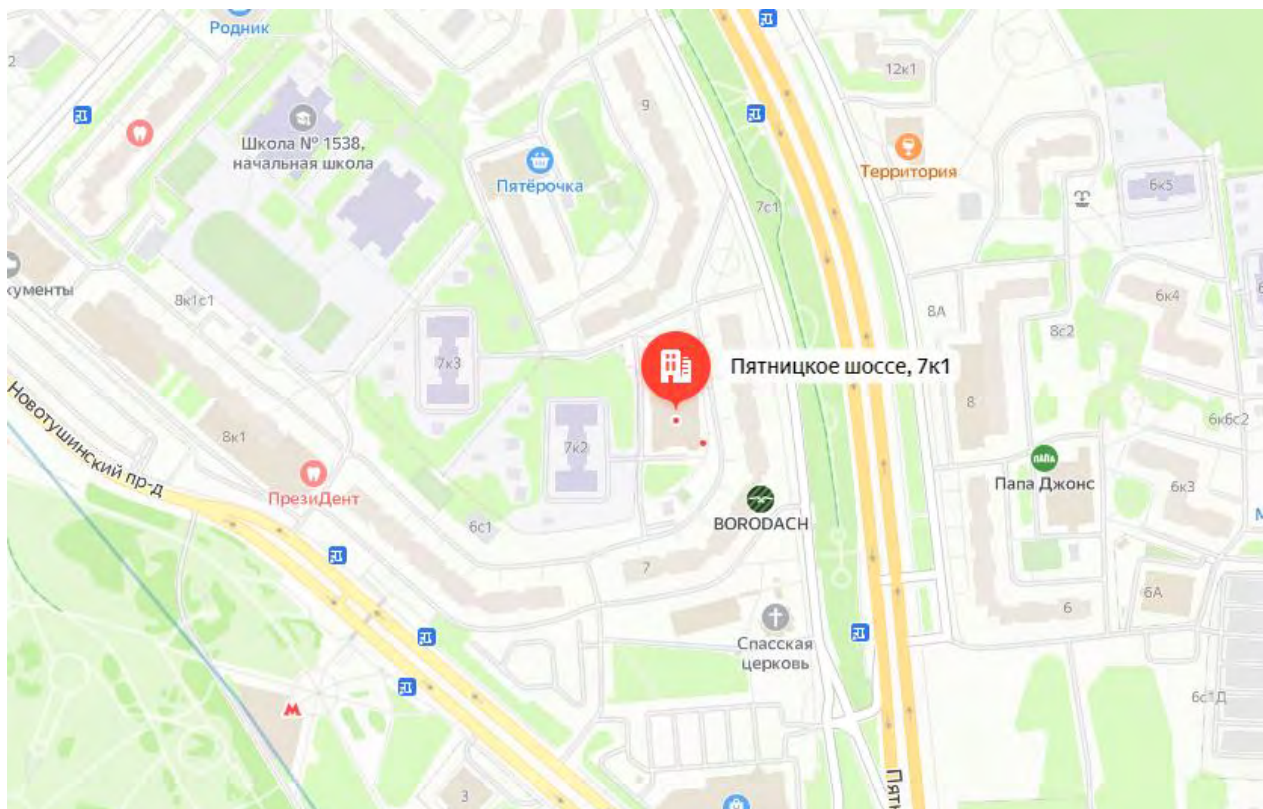 Родник
2
12к1
9
Школа № 1538,
начальная школа
Пятёрочка
Территория
6к5
7с1
кументы
8к1с1
6к4
8А
8с2
7к3
Пятницкое шоссе, 7к1
8
6к6с2
Новотушинский пр-д
8к1
7к2
ПАПА
Папа Джонс
6к3
ПрезиДент
BORODACH
6с1
7
6А
6
Спасская
церковь
6с1Д
3
Пятн